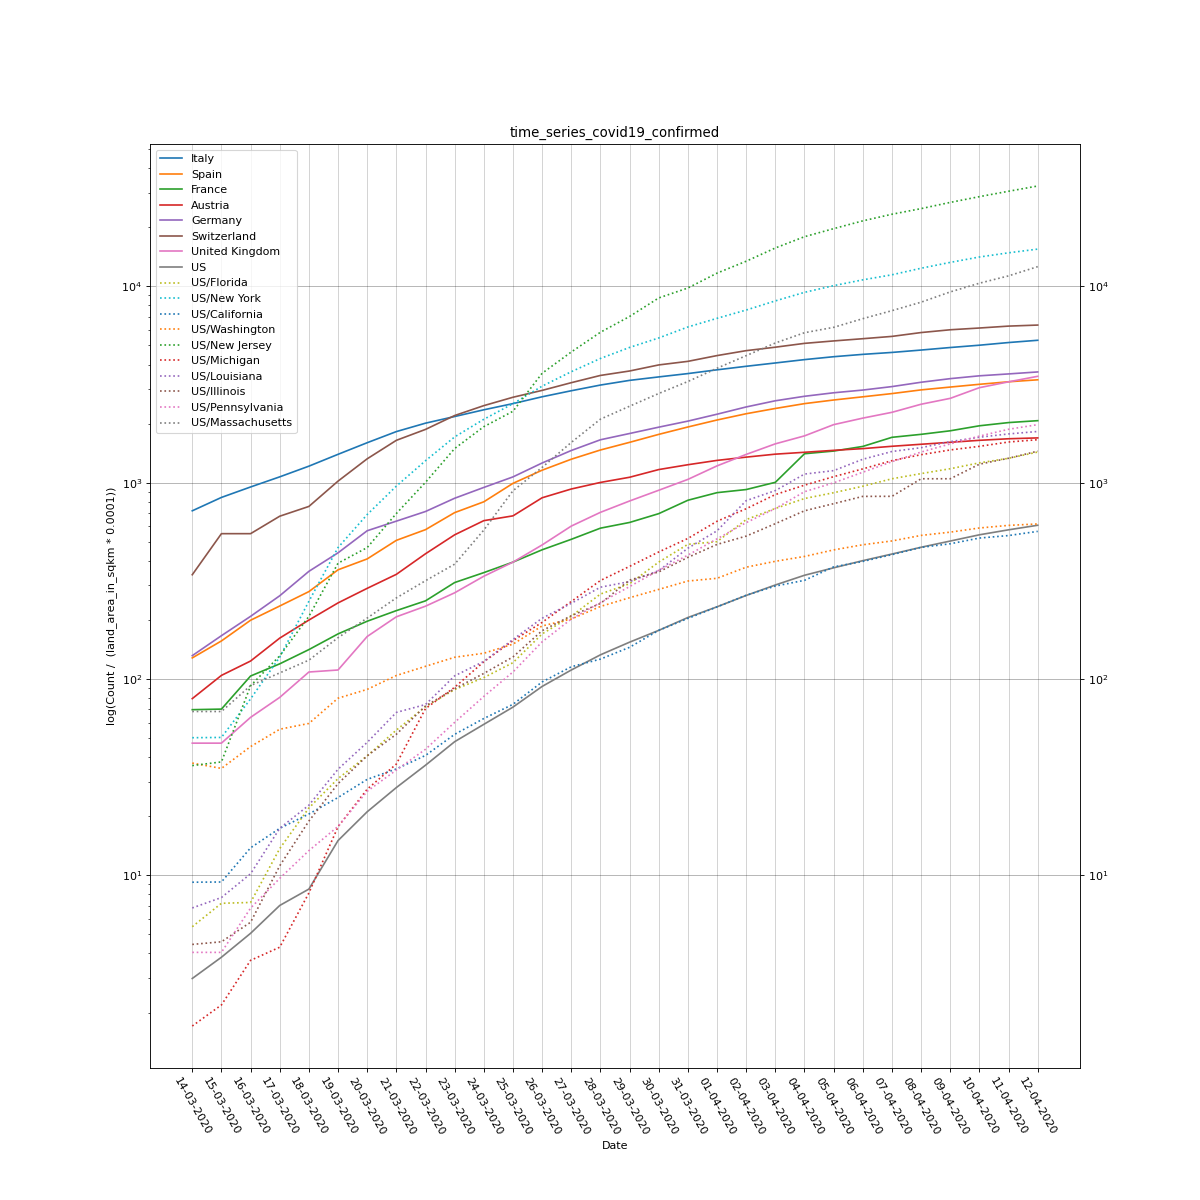 time_series_covid19_confirmed
Italy
Spain
France
Austria
Germany
Switzerland
United Kingdom
US
US/Florida
US/New York
US/California
US/Washington
US/New Jersey
US/Michigan
US/Louisiana
US/Illinois
US/Pennsylvania
US/Massachusetts
10⁴
10³
10²
10¹
log(Count / (land_area_in_sqkm * 0.0001))
10⁴
10³
10²
10¹
14-03-2020
15-03-2020
16-03-2020
17-03-2020
18-03-2020
19-03-2020
20-03-2020
21-03-2020
22-03-2020
23-03-2020
24-03-2020
25-03-2020
26-03-2020
27-03-2020
28-03-2020
29-03-2020
30-03-2020
31-03-2020
01-04-2020
02-04-2020
03-04-2020
04-04-2020
05-04-2020
06-04-2020
07-04-2020
08-04-2020
09-04-2020
10-04-2020
11-04-2020
12-04-2020
Date